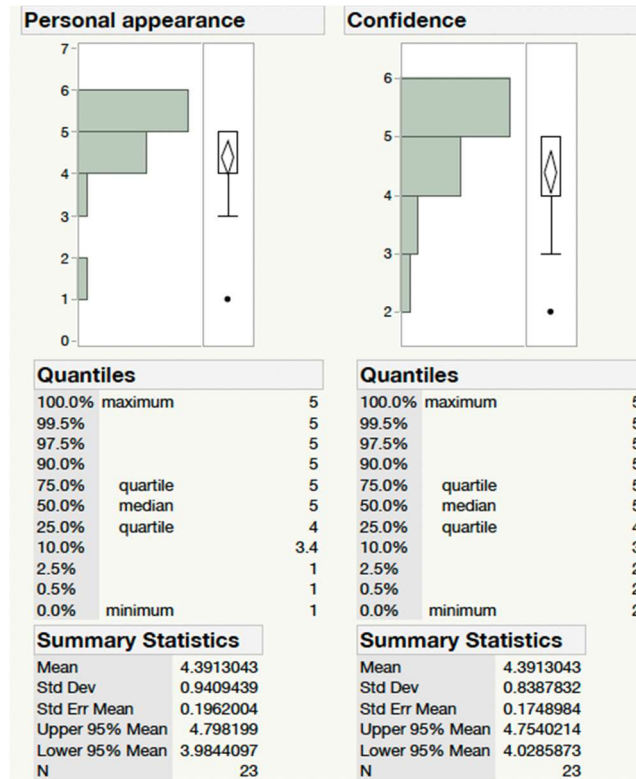 Personal appearance
7
6
5
4
3
2
1
0
Quantiles
100.0% maximum 5
99.5% 5
97.5% 5
90.0% 5
75.0% quartile 5
50.0% median 5
25.0% quartile 4
10.0% 3.4
2.5% 1
0.5% 1
0.0% minimum 1
Summary Statistics
Mean 4.3913043
Std Dev 0.9409439
Std Err Mean 0.1962004
Upper 95% Mean 4.798199
Lower 95% Mean 3.9844097
N 23
Confidence
6
5
4
3
2
Quantiles
100.0% maximum 5
99.5% 5
97.5% 5
90.0% 5
75.0% quartile 5
50.0% median 5
25.0% quartile 4
10.0% 3
2.5% 2
0.5% 2
0.0% minimum 2
Summary Statistics
Mean 4.3913043
Std Dev 0.8387832
Std Err Mean 0.1748984
Upper 95% Mean 4.7540214
Lower 95% Mean 4.0285873
N 23